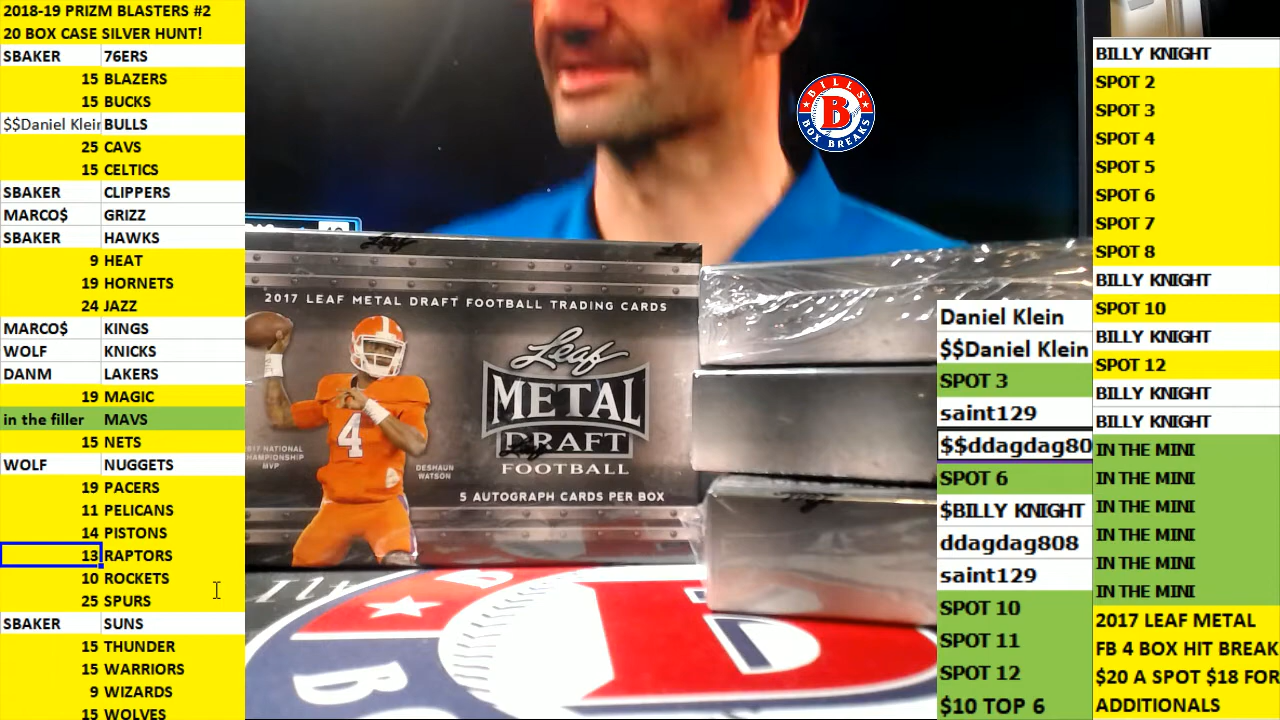 2018-19 PRIZM BLASTERS #2
20 BOX CASE SILVER HUNT!
SBAKER 76ERS
15 BLAZERS
15 BUCKS
$$Daniel Klein BULLS
25 CAVS
15 CELTICS
SBAKER CLIPPERS
MARCO$ GRIZZ
SBAKER HAWKS
9 HEAT
19 HORNETS
24 JAZZ
MARCO$ KINGS
WOLF KNICKS
DANM LAKERS
19 MAGIC
in the filler MAVS
15 NETS
WOLF NUGGETS
19 PACERS
11 PELICANS
14 PISTONS
13 RAPTORS
10 ROCKETS
25 SPURS
SBAKER SUNS
15 THUNDER
15 WARRIORS
9 WIZARDS
15 WOLVES
BILLS
B
BOX BREAKS
Leaf
2017 LEAF METAL DRAFT FOOTBALL TRADING CARDS
Leaf
METAL
DRAFT
FOOTBALL
5 AUTOGRAPH CARDS PER BOX
4
2017 NATIONAL
CHAMPIONSHIP
MVP
DESHAUN
WATSON
Daniel Klein
$$Daniel Klein
SPOT 3
saint129
$$ddagdag80
SPOT 6
$BILLY KNIGHT
ddagdag808
saint129
SPOT 10
SPOT 11
SPOT 12
$10 TOP 6
BILLY KNIGHT
SPOT 2
SPOT 3
SPOT 4
SPOT 5
SPOT 6
SPOT 7
SPOT 8
BILLY KNIGHT
SPOT 10
BILLY KNIGHT
SPOT 12
BILLY KNIGHT
BILLY KNIGHT
IN THE MINI
IN THE MINI
IN THE MINI
IN THE MINI
IN THE MINI
IN THE MINI
2017 LEAF METAL
FB 4 BOX HIT BREAK
$20 A SPOT $18 FOR
ADDITIONALS